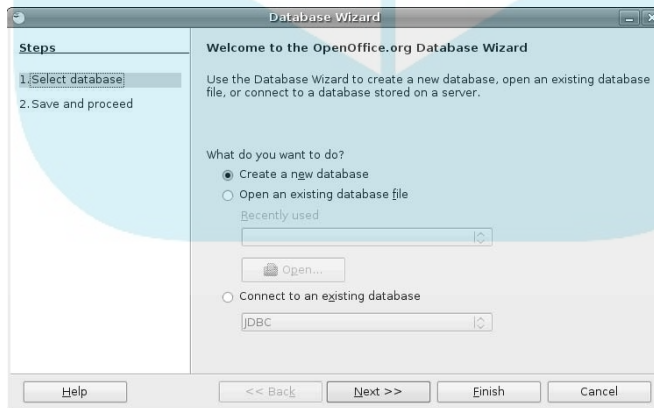 Database Wizard
Steps
1.Select database
2.Save and proceed
Welcome to the OpenOffice.org Database Wizard
Use the Database Wizard to create a new database, open an existing database
file, or connect to a database stored on a server.
What do you want to do?
Create a new database
Open an existing database file
Recently used
Open...
Connect to an existing database
JDBC
Help
<< Back
Next >>
Finish
Cancel